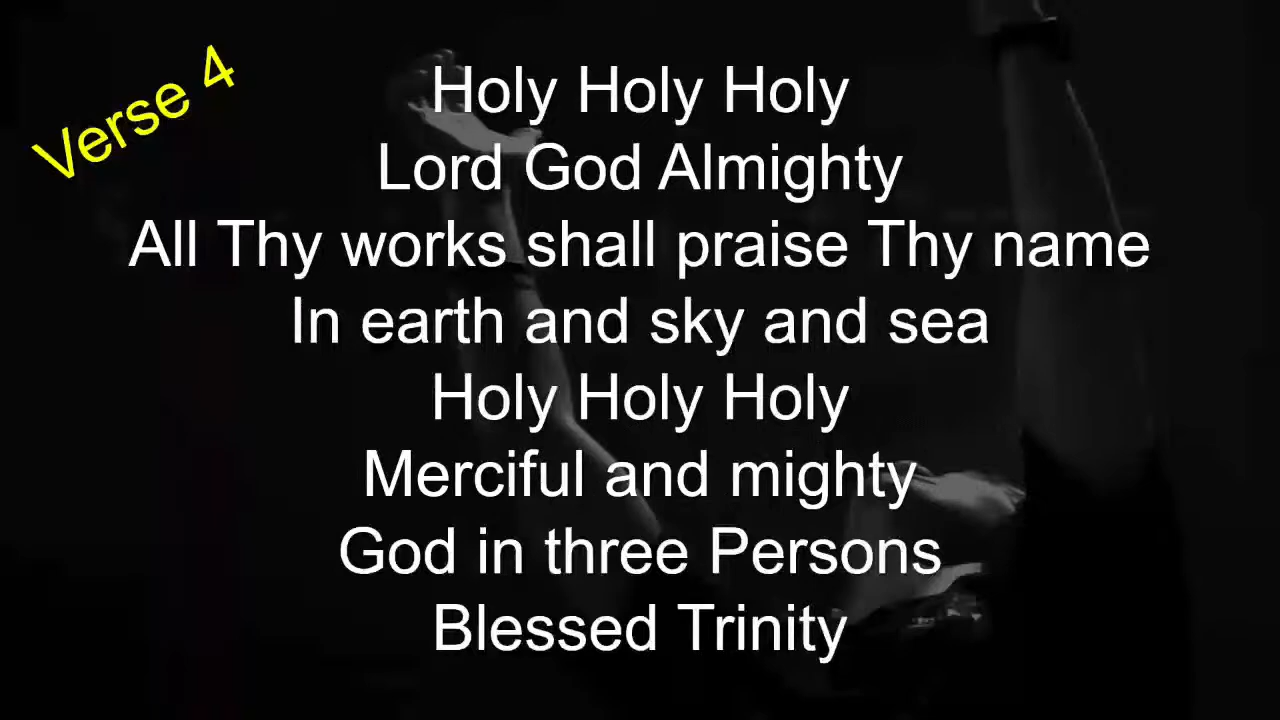 Verse 4
Holy Holy Holy
Lord God Almighty
All Thy works shall praise Thy name
In earth and sky and sea
Holy Holy Holy
Merciful and mighty
God in three Persons
Blessed Trinity